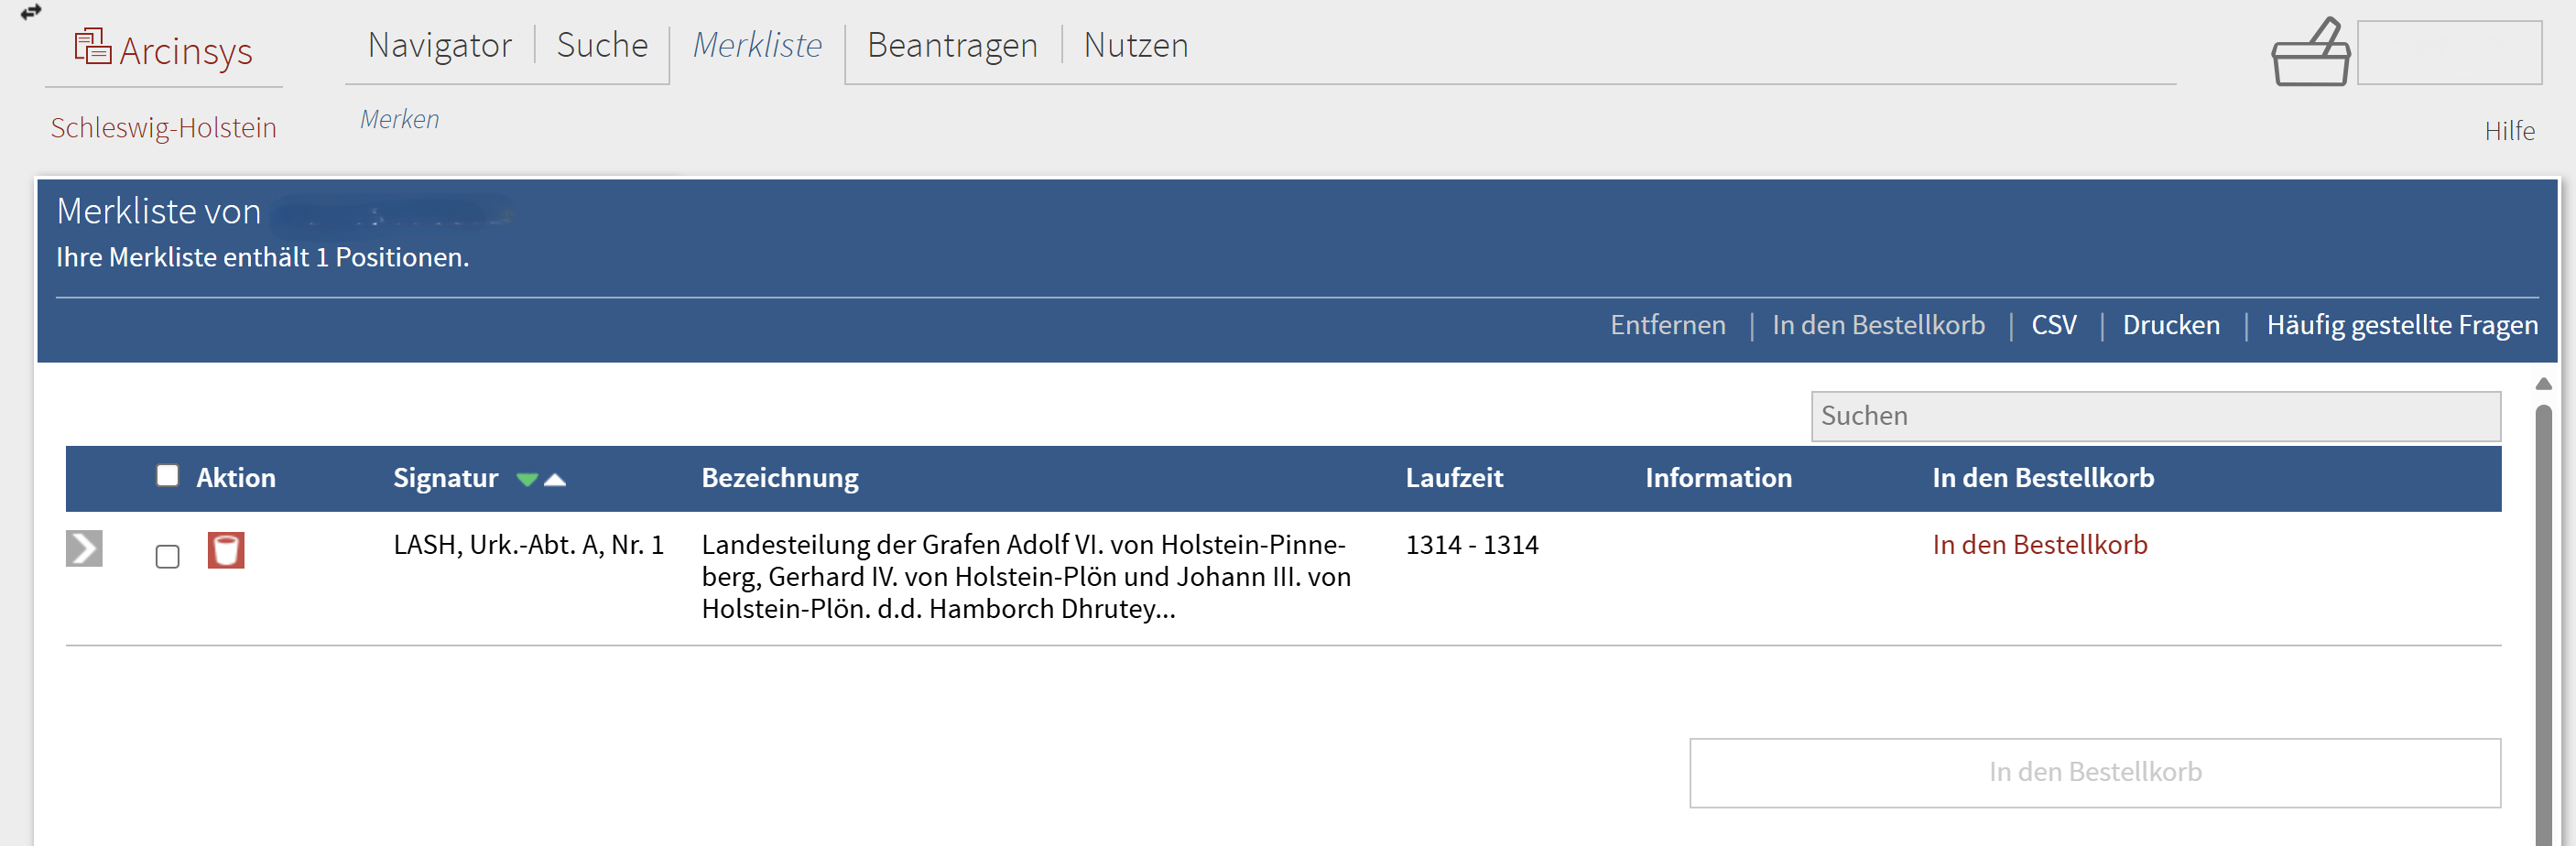 Arcinsys
Navigator
Suche
Merkliste
Beantragen
Nutzen
Schleswig-Holstein
Merken
Hilfe
Merkliste von
Ihre Merkliste enthält 1 Positionen.
Entfernen | In den Bestellkorb | CSV | Drucken | Häufig gestellte Fragen
Suchen
Aktion Signatur Bezeichnung Laufzeit Information In den Bestellkorb
LASH, Urk.-Abt. A, Nr. 1 Landesteilung der Grafen Adolf VI. von Holstein-Pinne- 1314 - 1314 In den Bestellkorb
berg, Gerhard IV. von Holstein-Plön und Johann III. von
Holstein-Plön. d.d. Hamborch Dhrutey...
In den Bestellkorb